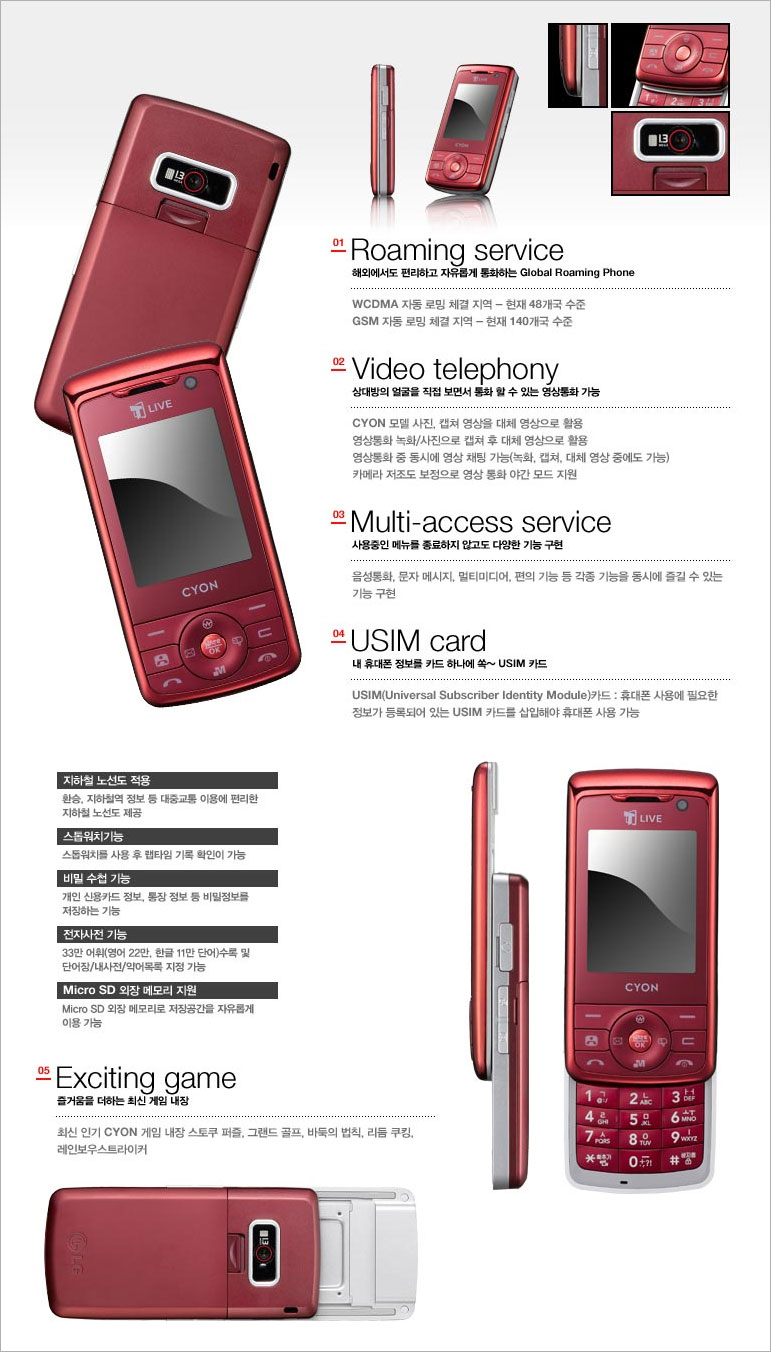 1.3
CYON
1.3
01 Roaming service
해외에서도 편리하고 자유롭게 통화하는 Global Roaming Phone
WCDMA 자동 로밍 체결 지역 – 현재 48개국 수준
GSM 자동 로밍 체결 지역 – 현재 140개국 수준
02 Video telephony
상대방의 얼굴을 직접 보면서 통화 할 수 있는 영상통화 가능
CYON 모델 사진, 캡쳐 영상을 대체 영상으로 활용
영상통화 녹화/사진으로 캡쳐 후 대체 영상으로 활용
영상통화 중 동시에 영상 채팅 가능(녹화, 캡쳐, 대체 영상 중에도 가능)
카메라 저조도 보정으로 영상 통화 야간 모드 지원
03 Multi-access service
사용중인 메뉴를 종료하지 않고도 다양한 기능 구현
음성통화, 문자 메시지, 멀티미디어, 편의 기능 등 각종 기능을 동시에 즐길 수 있는
기능 구현
04 USIM card
내 휴대폰 정보를 카드 하나에 쏙~ USIM 카드
USIM(Universal Subscriber Identity Module)카드 : 휴대폰 사용에 필요한
정보가 등록되어 있는 USIM 카드를 삽입해야 휴대폰 사용 가능
T LIVE
CYON
OK
지하철 노선도 적용
환승, 지하철역 정보 등 대중교통 이용에 편리한
지하철 노선도 제공
스톱워치기능
스톱워치를 사용 후 랩타임 기록 확인이 가능
비밀 수첩 기능
개인 신용카드 정보, 통장 정보 등 비밀정보를
저장하는 기능
전자사전 기능
33만 어휘(영어 22만, 한글 11만 단어)수록 및
단어장/내사전/약어목록 지정 가능
Micro SD 외장 메모리 지원
Micro SD 외장 메모리로 저장공간을 자유롭게
이용 가능
T LIVE
CYON
OK
1 @:/ 2 ABC 3 DEF
4 GHI 5 JKL 6 MNO
7 PQRS 8 TUV 9 WXYZ
* 0 #
05 Exciting game
즐거움을 더하는 최신 게임 내장
최신 인기 CYON 게임 내장 스토쿠 퍼즐, 그랜드 골프, 바둑의 법칙, 리듬 쿠킹,
레인보우스트라이커
LG
1.3